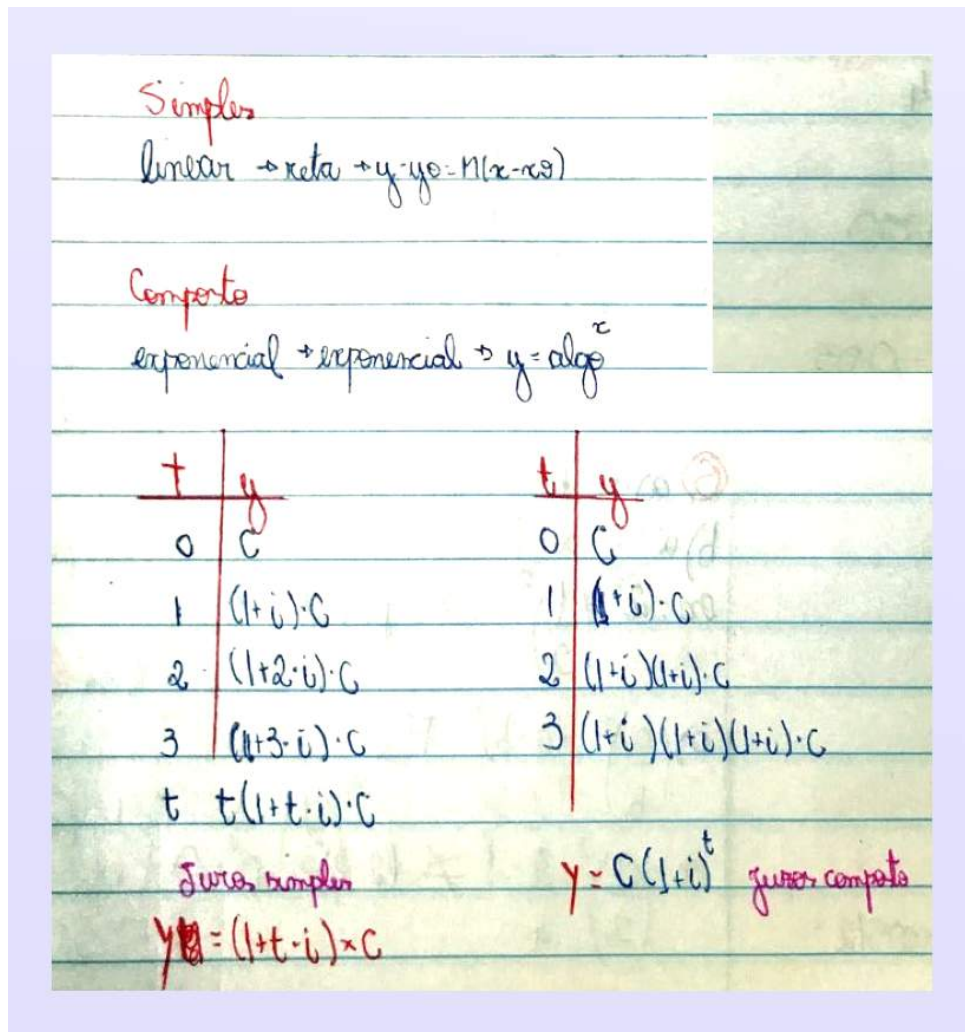 Simples
linear → reta → y-yo=M(x-xo)
Composto
exponencial → exponencial → y = algo^x
t | y
0 | C
1 | (1+i)·C
2 | (1+2·i)·C
3 | (1+3·i)·C
t t(1+t·i)·C
Juros simples
y = (1+t·i)×C
t | y
0 | C
1 | (1+i)·C
2 | (1+i)(1+i)·C
3 | (1+i)(1+i)(1+i)·C
y = C(1+i)^t juros composto